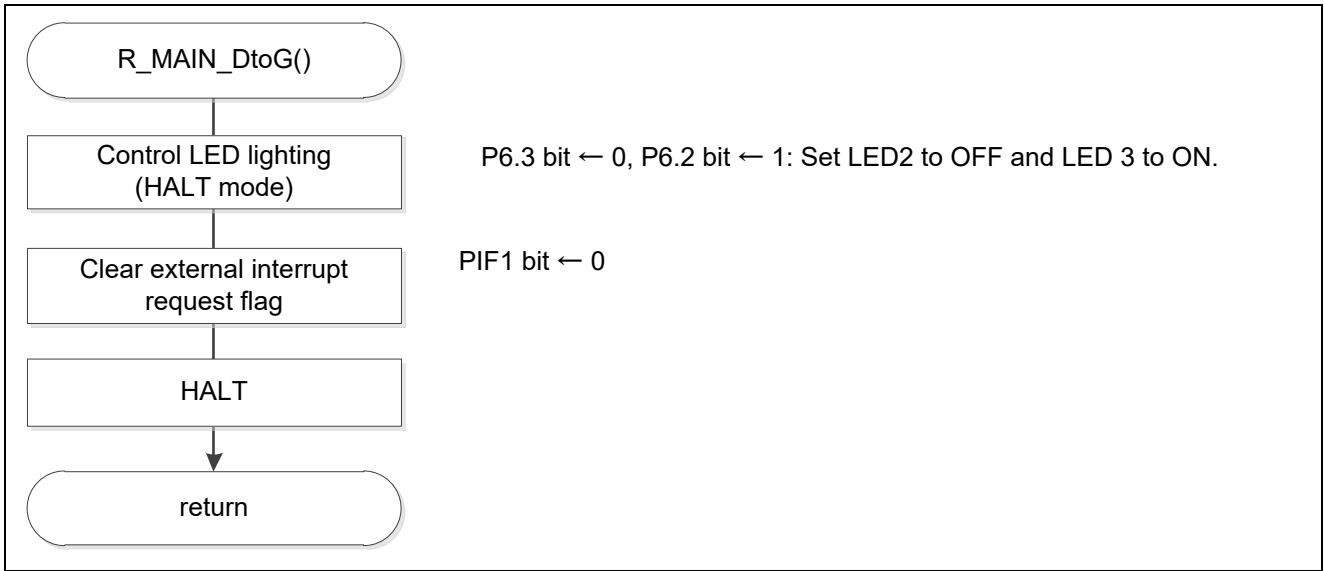 R_MAIN_DtoG()
Control LED lighting
(HALT mode)
P6.3 bit ← 0, P6.2 bit ← 1: Set LED2 to OFF and LED 3 to ON.
Clear external interrupt
request flag
PIF1 bit ← 0
HALT
return